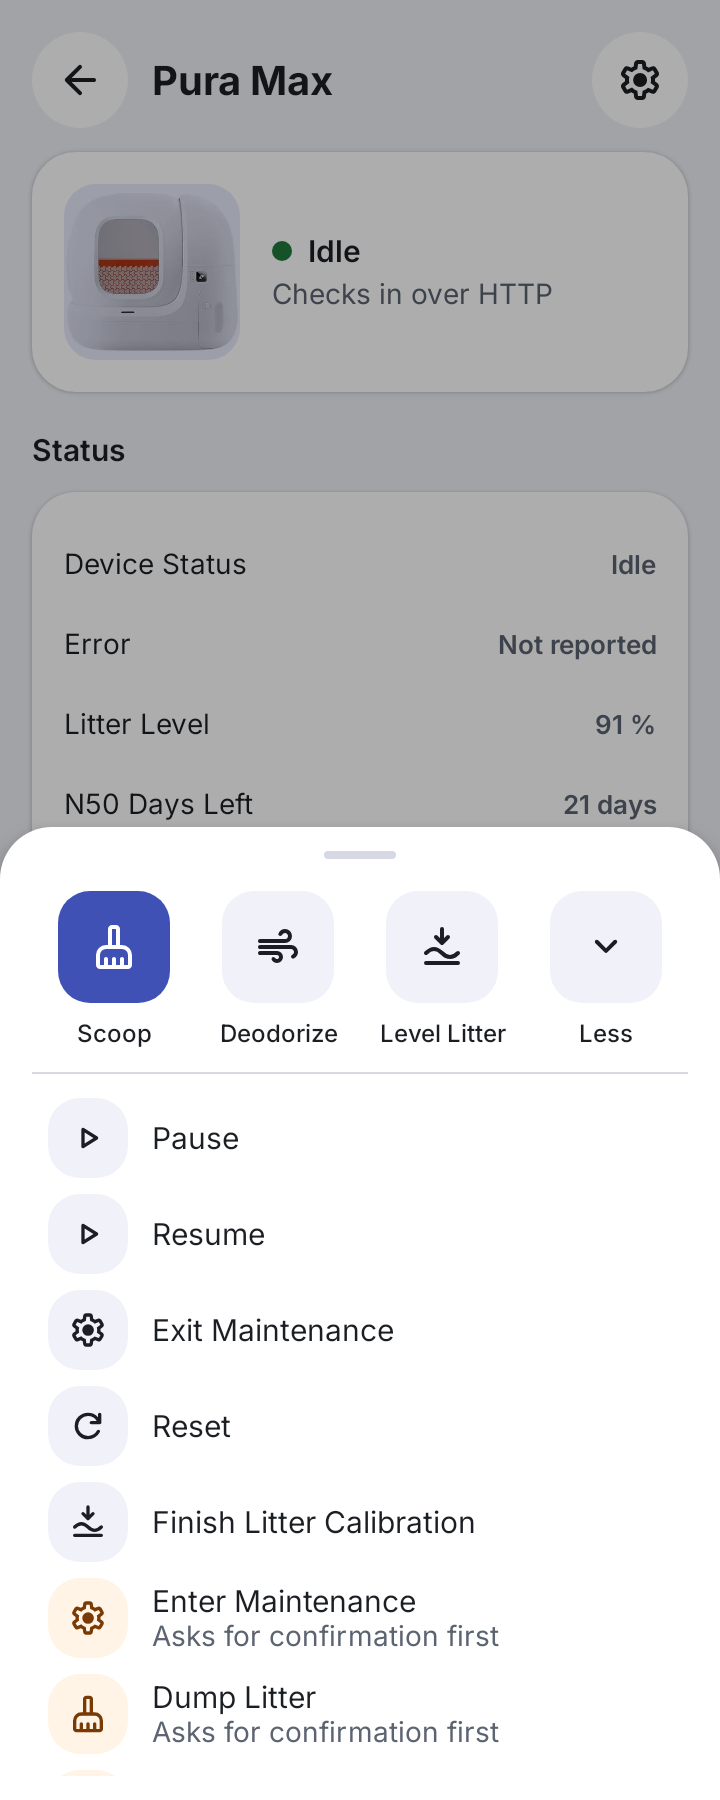 Pura Max
Idle
Checks in over HTTP
Status
Device Status
Idle
Error
Not reported
Litter Level
91 %
N50 Days Left
21 days
Scoop
Deodorize
Level Litter
Less
Pause
Resume
Exit Maintenance
Reset
Finish Litter Calibration
Enter Maintenance
Asks for confirmation first
Dump Litter
Asks for confirmation first